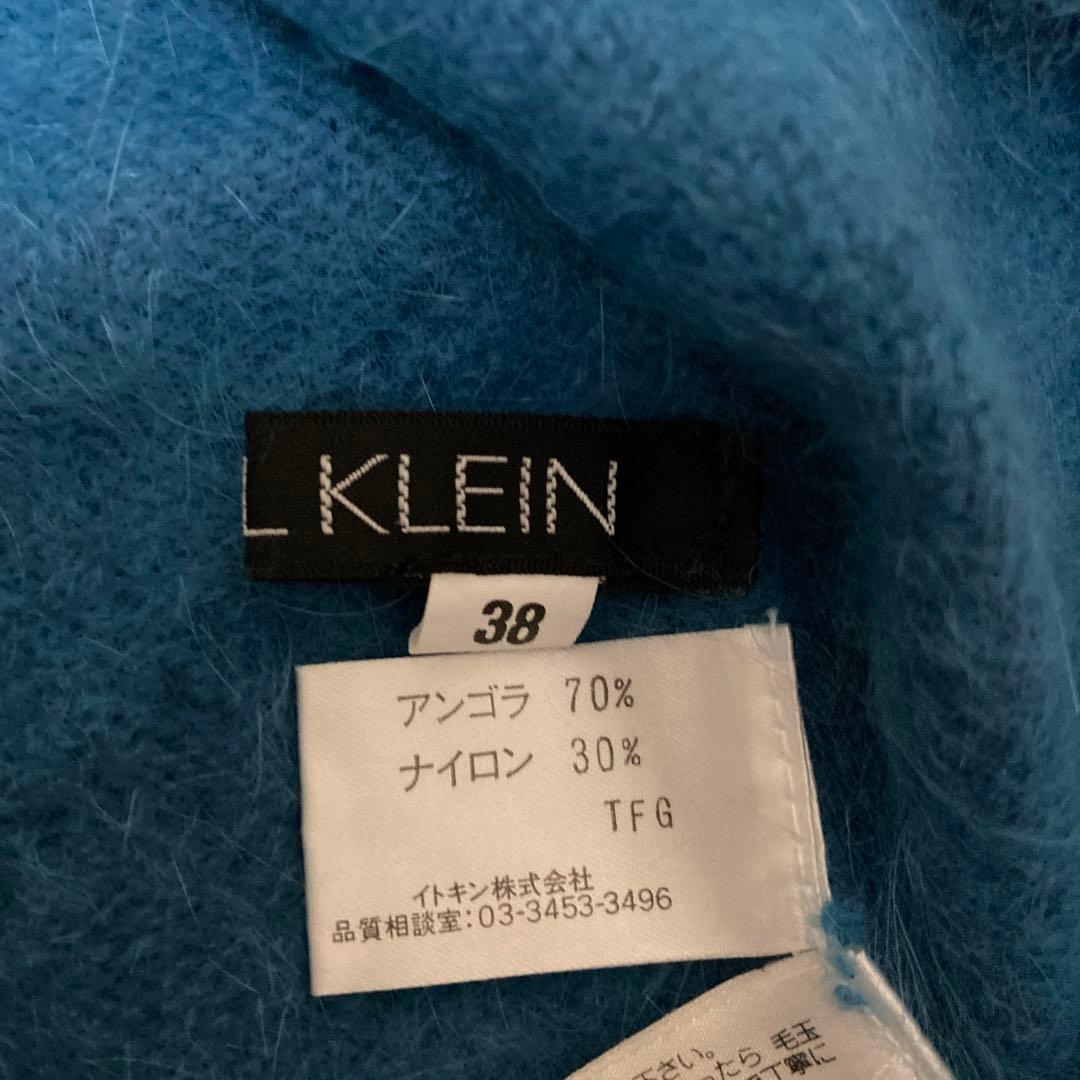 L KLEIN
38
アンゴラ 70%
ナイロン 30%
TFG
イトキン株式会社
品質相談室:03-3453-3496
下さい。
ったら 毛玉
丁寧に